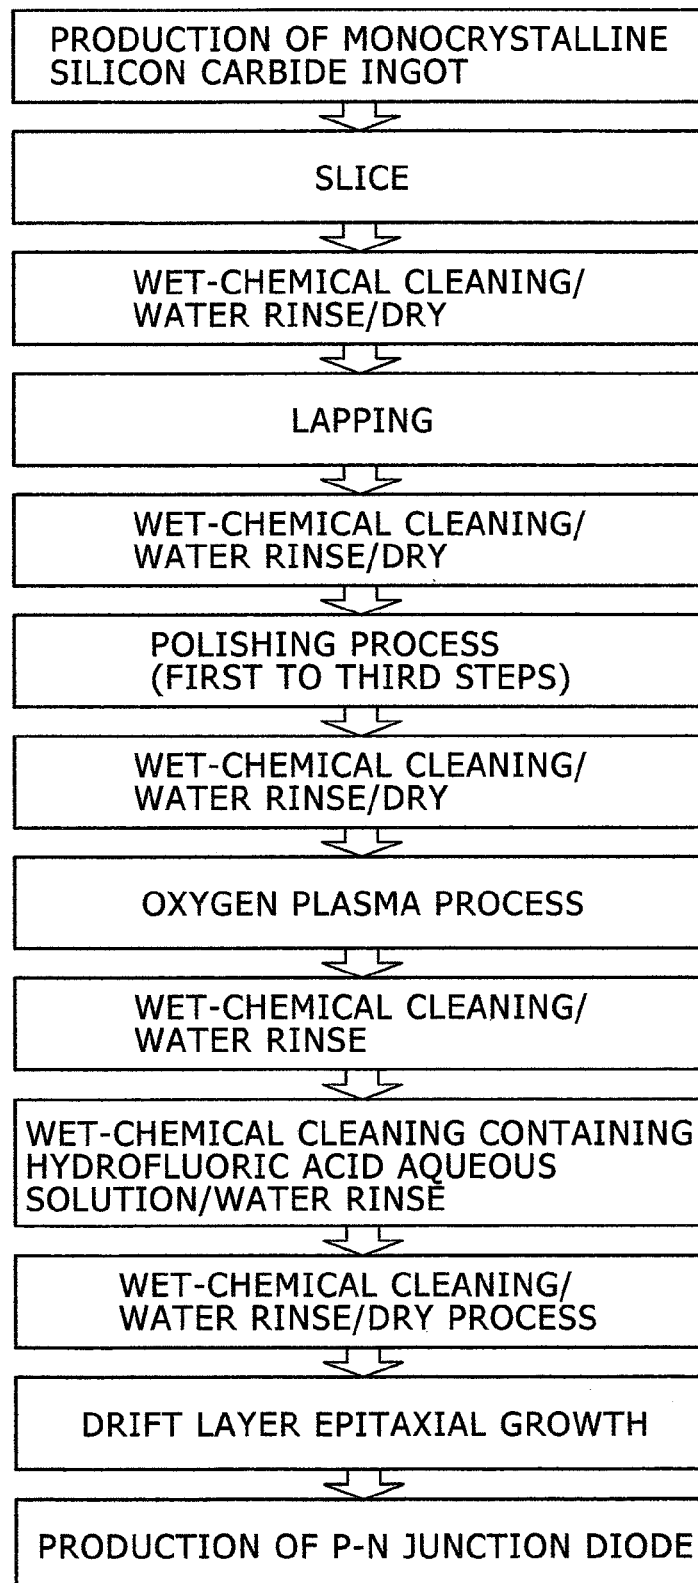 PRODUCTION OF MONOCRYSTALLINE
SILICON CARBIDE INGOT
SLICE
WET-CHEMICAL CLEANING/
WATER RINSE/DRY
LAPPING
WET-CHEMICAL CLEANING/
WATER RINSE/DRY
POLISHING PROCESS
(FIRST TO THIRD STEPS)
WET-CHEMICAL CLEANING/
WATER RINSE/DRY
OXYGEN PLASMA PROCESS
WET-CHEMICAL CLEANING/
WATER RINSE
WET-CHEMICAL CLEANING CONTAINING
HYDROFLUORIC ACID AQUEOUS
SOLUTION/WATER RINSE
WET-CHEMICAL CLEANING/
WATER RINSE/DRY PROCESS
DRIFT LAYER EPITAXIAL GROWTH
PRODUCTION OF P-N JUNCTION DIODE